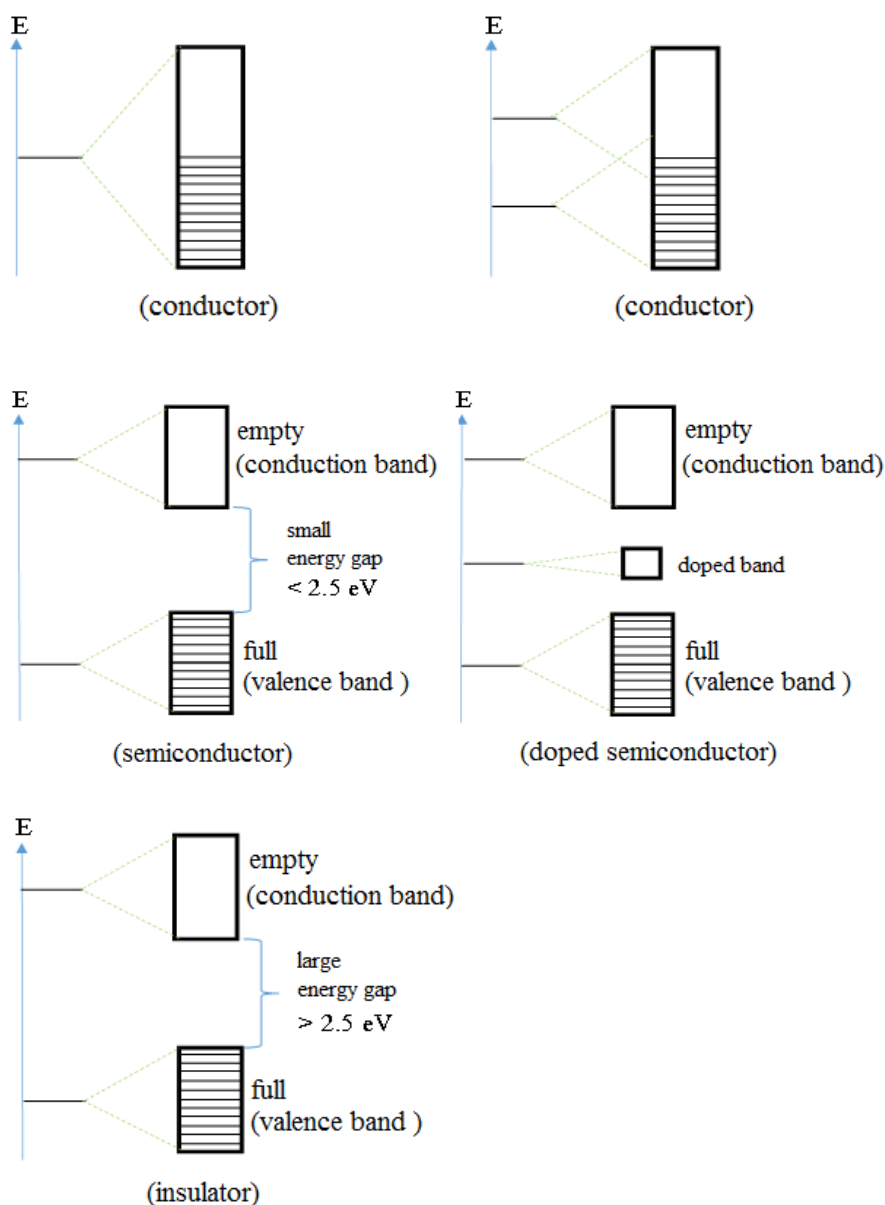 E
(conductor)
E
(conductor)
E
empty
(conduction band)
small
energy gap
< 2.5 eV
full
(valence band )
(semiconductor)
E
empty
(conduction band)
doped band
full
(valence band )
(doped semiconductor)
E
empty
(conduction band)
large
energy gap
> 2.5 eV
full
(valence band )
(insulator)